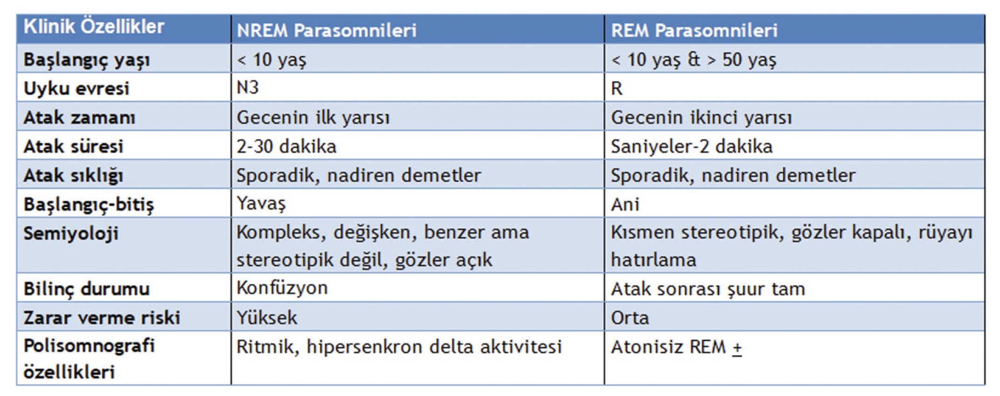 Klinik Özellikler NREM Parasomnileri REM Parasomnileri
Başlangıç yaşı < 10 yaş < 10 yaş & > 50 yaş
Uyku evresi N3 R
Atak zamanı Gecenin ilk yarısı Gecenin ikinci yarısı
Atak süresi 2-30 dakika Saniyeler-2 dakika
Atak sıklığı Sporadik, nadiren demetler Sporadik, nadiren demetler
Başlangıç-bitiş Yavaş Ani
Semiyoloji Kompleks, değişken, benzer ama Kısmen stereotipik, gözler kapalı, rüyayı
stereotipik değil, gözler açık hatırlama
Bilinç durumu Konfüzyon Atak sonrası şuur tam
Zarar verme riski Yüksek Orta
Polisomnografi Ritmik, hipersenkron delta aktivitesi Atonisiz REM ±
özellikleri